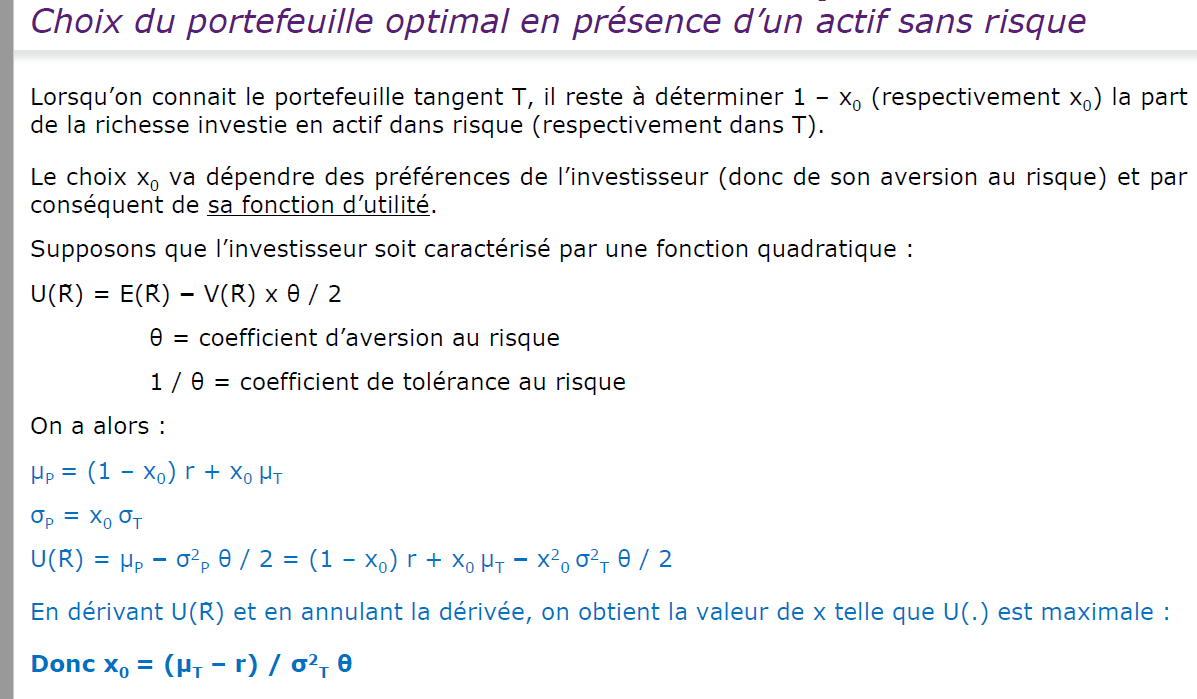 Choix du portefeuille optimal en présence d’un actif sans risque
Lorsqu’on connait le portefeuille tangent T, il reste à déterminer 1 – x₀ (respectivement x₀) la part
de la richesse investie en actif dans risque (respectivement dans T).
Le choix x₀ va dépendre des préférences de l’investisseur (donc de son aversion au risque) et par
conséquent de sa fonction d’utilité.
Supposons que l’investisseur soit caractérisé par une fonction quadratique :
U(R̃) = E(R̃) – V(R̃) x θ / 2
θ = coefficient d’aversion au risque
1 / θ = coefficient de tolérance au risque
On a alors :
μP = (1 – x₀) r + x₀ μT
σP = x₀ σT
U(R̃) = μP – σ²P θ / 2 = (1 – x₀) r + x₀ μT – x²₀ σ²T θ / 2
En dérivant U(R̃) et en annulant la dérivée, on obtient la valeur de x telle que U(.) est maximale :
Donc x₀ = (μT – r) / σ²T θ